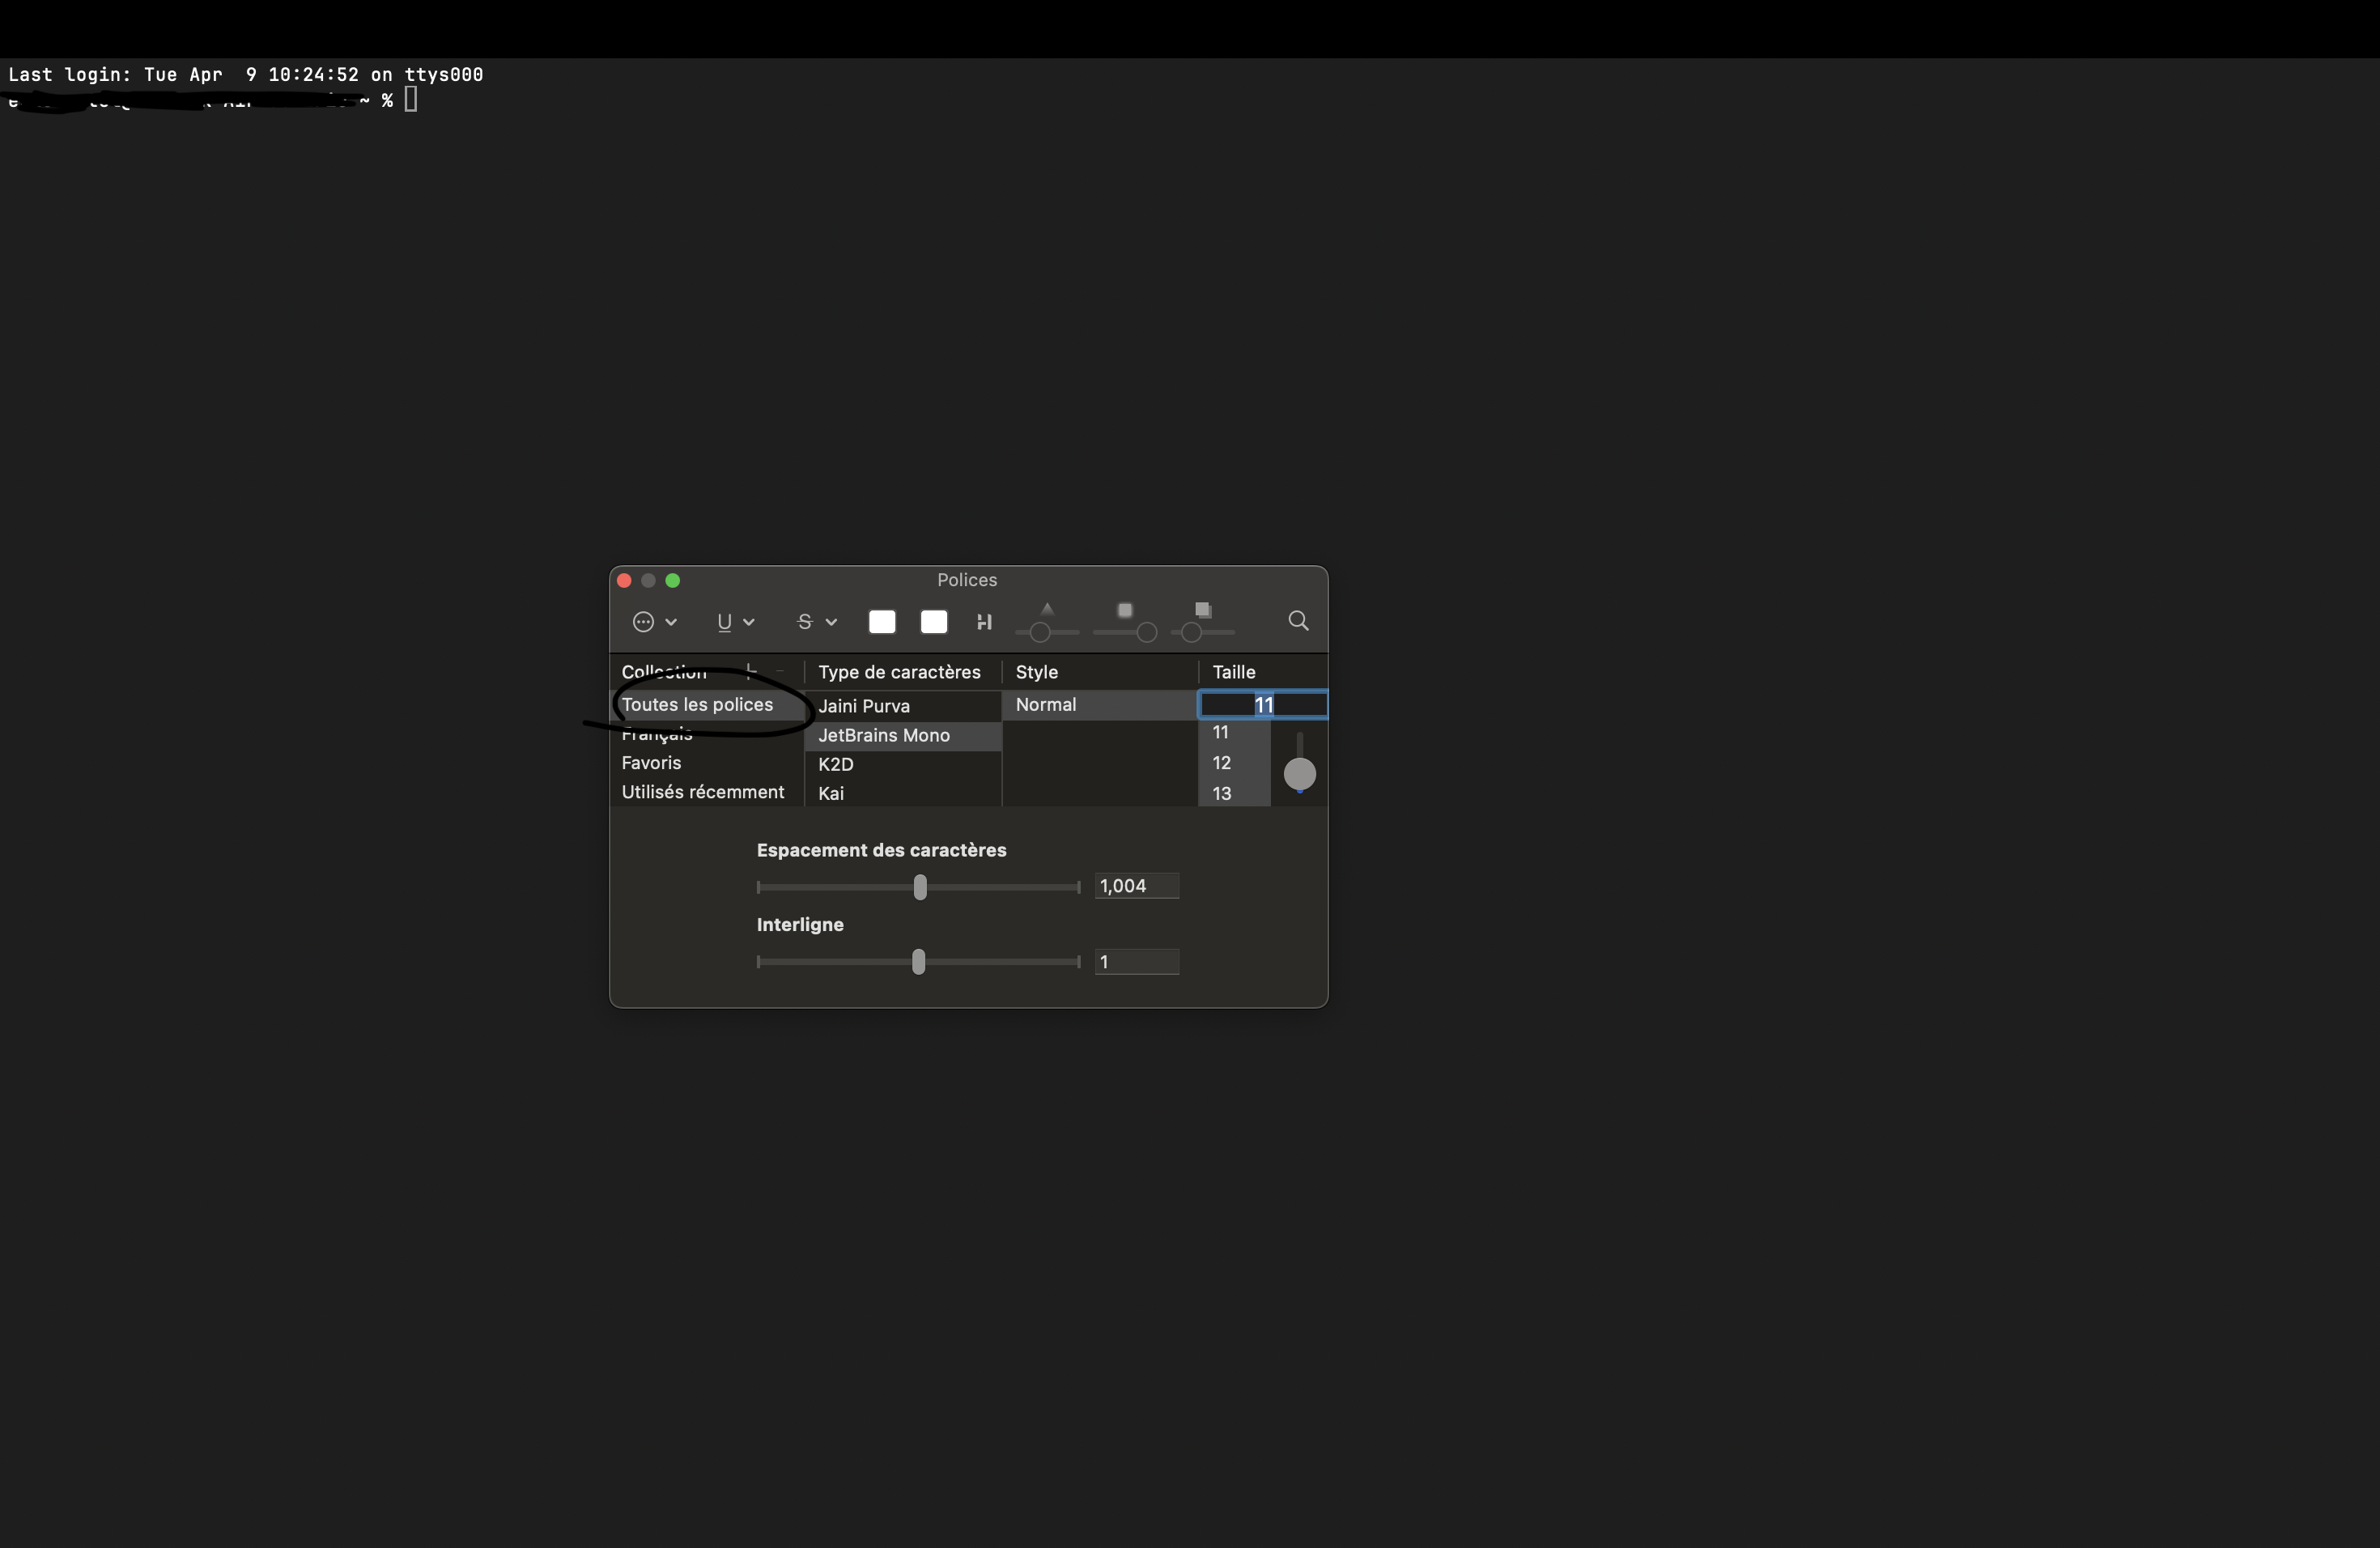 Last login: Tue Apr  9 10:24:52 on ttys000
~ %
Polices
U S
Collection + - Type de caractères Style Taille
Toutes les polices Jaini Purva Normal 11
Français JetBrains Mono 11
Favoris K2D 12
Utilisés récemment Kai 13
Espacement des caractères
1,004
Interligne
1